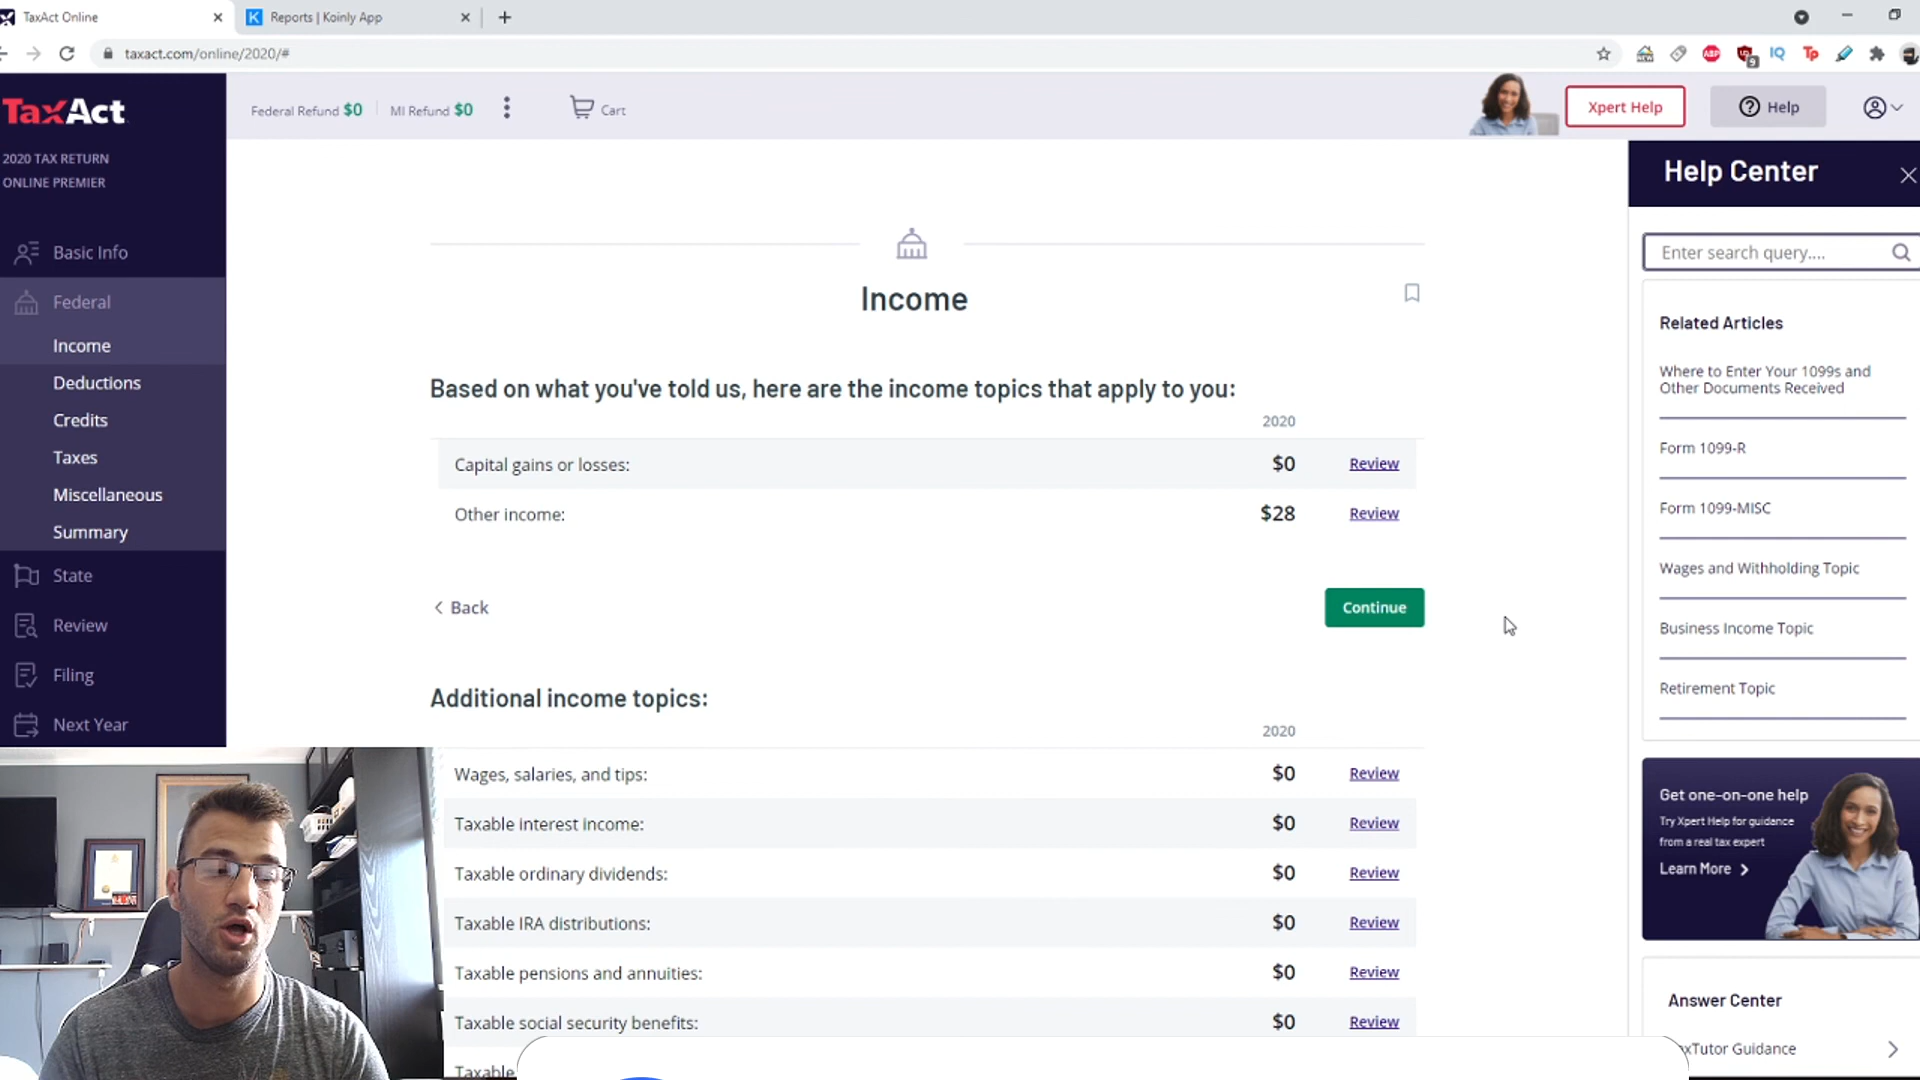 TaxAct Online
Reports | Koinly App
taxact.com/online/2020/#
TaxAct
Federal Refund $0
MI Refund $0
Cart
Xpert Help
Help
2020 TAX RETURN
ONLINE PREMIER
Basic Info
Federal
Income
Deductions
Credits
Taxes
Miscellaneous
Summary
State
Review
Filing
Next Year
Income
Based on what you've told us, here are the income topics that apply to you:
2020
Capital gains or losses: $0 Review
Other income: $28 Review
Back
Continue
Additional income topics:
2020
Wages, salaries, and tips: $0 Review
Taxable interest income: $0 Review
Taxable ordinary dividends: $0 Review
Taxable IRA distributions: $0 Review
Taxable pensions and annuities: $0 Review
Taxable social security benefits: $0 Review
Taxable
Help Center
Enter search query....
Related Articles
Where to Enter Your 1099s and
Other Documents Received
Form 1099-R
Form 1099-MISC
Wages and Withholding Topic
Business Income Topic
Retirement Topic
Get one-on-one help
Try Xpert Help for guidance
from a real tax expert
Learn More
Answer Center
xTutor Guidance